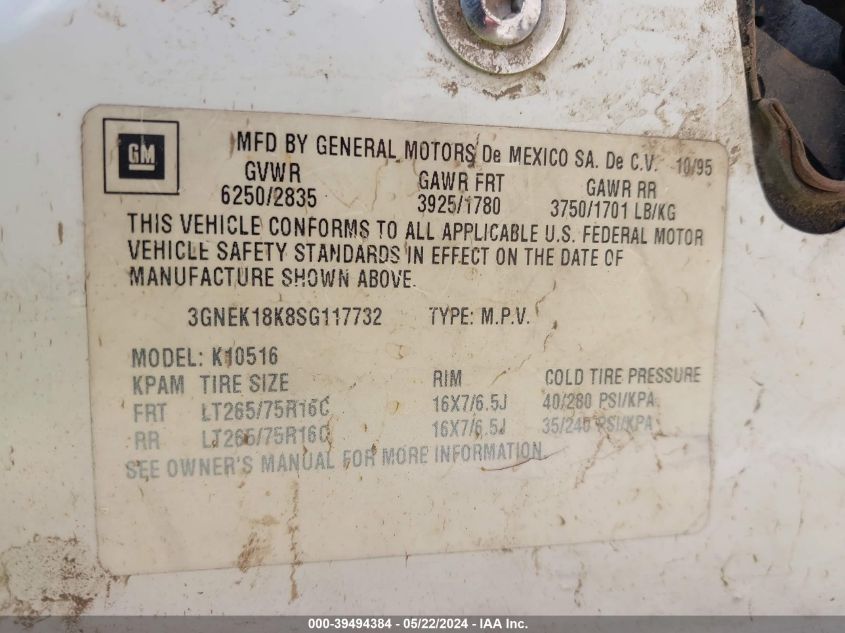 GM
MFD BY GENERAL MOTORS De MEXICO SA. De C.V. 10/95
GVWR GAWR FRT GAWR RR
6250/2835 3925/1780 3750/1701 LB/KG
THIS VEHICLE CONFORMS TO ALL APPLICABLE U.S. FEDERAL MOTOR
VEHICLE SAFETY STANDARDS IN EFFECT ON THE DATE OF
MANUFACTURE SHOWN ABOVE.
3GNEK18K8SG117732 TYPE: M.P.V.
MODEL: K10516
KPAM TIRE SIZE RIM COLD TIRE PRESSURE
FRT LT265/75R16C 16X7/6.5J 40/280 PSI/KPA
RR LT265/75R16C 16X7/6.5J 35/240 PSI/KPA
SEE OWNER'S MANUAL FOR MORE INFORMATION.
000-39494384 - 05/22/2024 - IAA Inc.